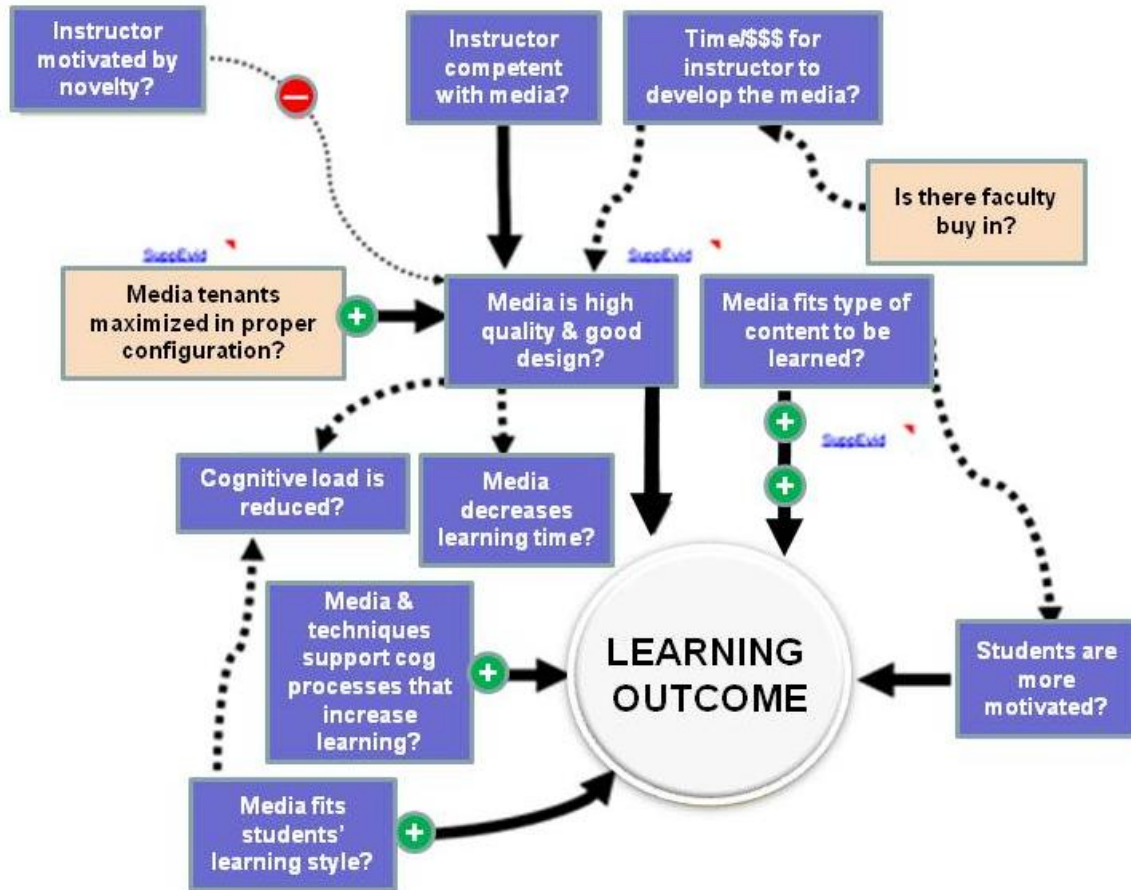 Instructor
motivated by
novelty?
Instructor
competent
with media?
Time/$$$ for
instructor to
develop the media?
Is there faculty
buy in?
SuppEvid
Media tenants
maximized in proper
configuration?
Media is high
quality & good
design?
SuppEvid
Media fits type of
content to be
learned?
SuppEvid
Cognitive load is
reduced?
Media
decreases
learning time?
Media &
techniques
support cog
processes that
increase
learning?
LEARNING
OUTCOME
Students are
more
motivated?
Media fits
students'
learning style?